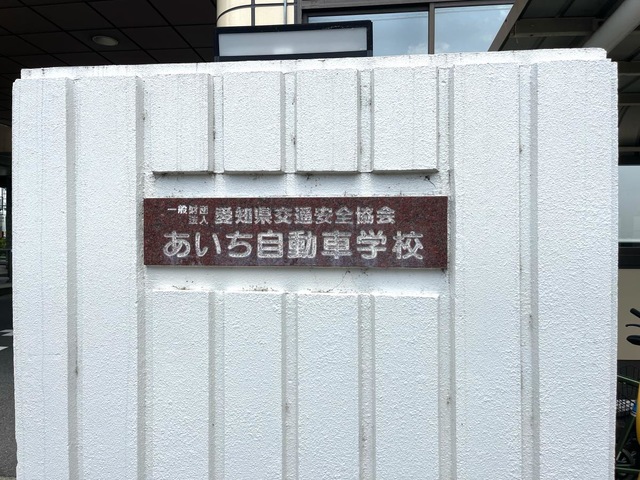 一般財団法人 愛知県交通安全協会
あいち自動車学校